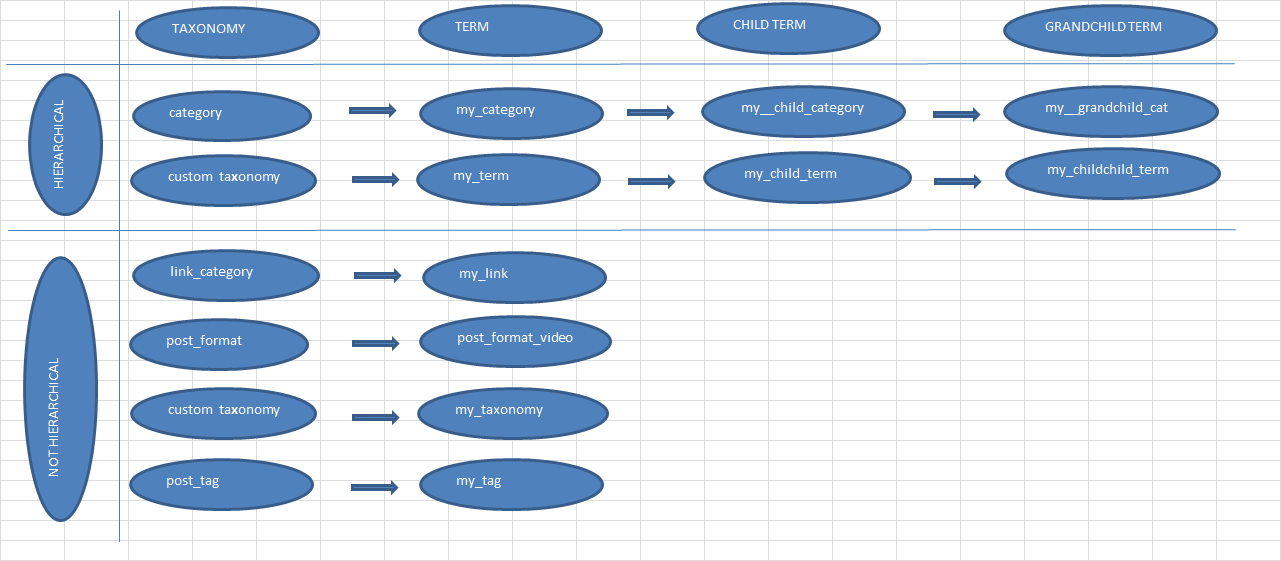 TAXONOMY
TERM
CHILD TERM
GRANDCHILD TERM
HIERARCHICAL
category
my_category
my__child_category
my__grandchild_cat
custom taxonomy
my_term
my_child_term
my_childchild_term
NOT HIERARCHICAL
link_category
my_link
post_format
post_format_video
custom taxonomy
my_taxonomy
post_tag
my_tag